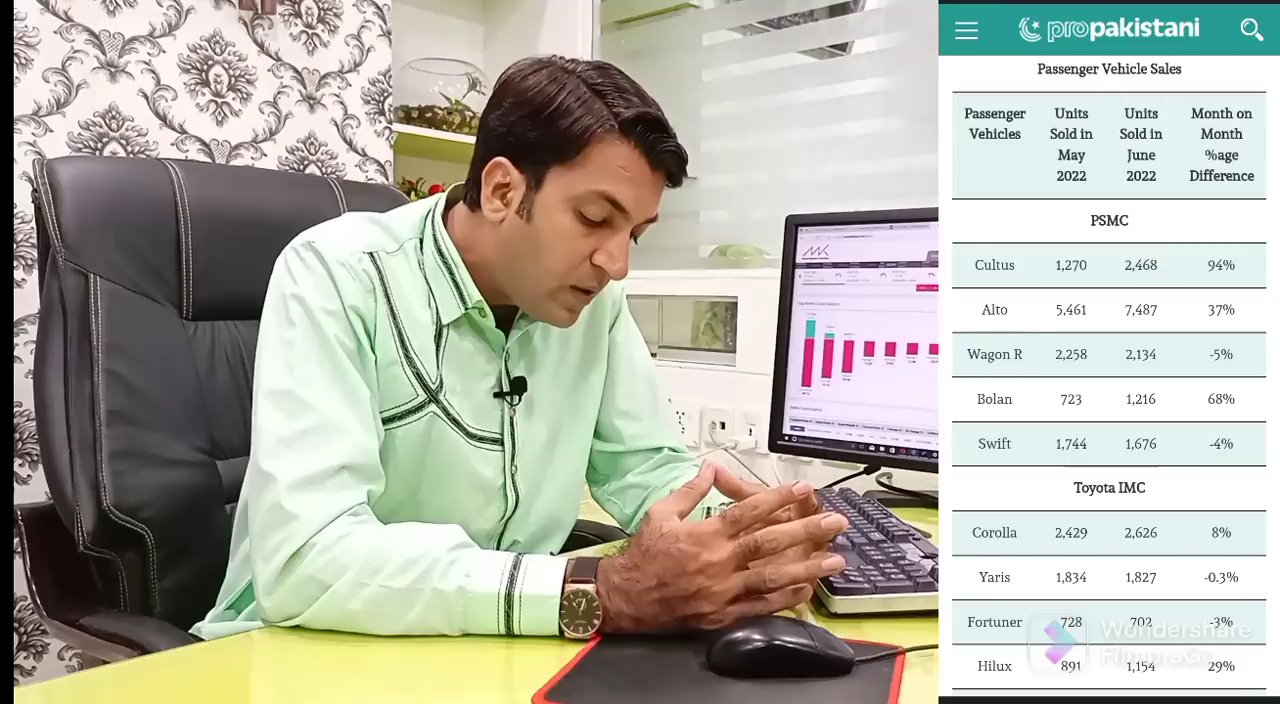 propakistani
Passenger Vehicle Sales
Passenger Vehicles Units Sold in May 2022 Units Sold in June 2022 Month on Month %age Difference
PSMC
Cultus 1,270 2,468 94%
Alto 5,461 7,487 37%
Wagon R 2,258 2,134 -5%
Bolan 723 1,216 68%
Swift 1,744 1,676 -4%
Toyota IMC
Corolla 2,429 2,626 8%
Yaris 1,834 1,827 -0.3%
Fortuner 728 702 -3%
Hilux 891 1,154 29%
Wondershare
FilmoraGo